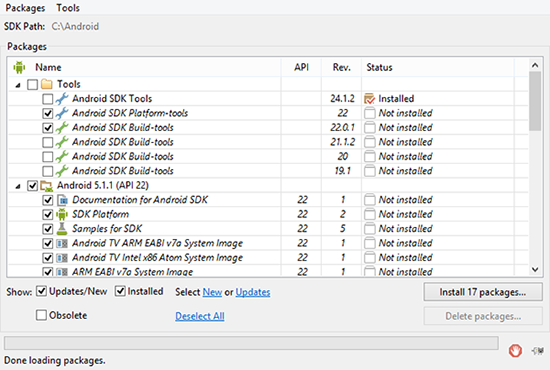 Packages Tools
SDK Path: C:\Android
Packages
Name API Rev. Status
Tools
Android SDK Tools 24.1.2 Installed
Android SDK Platform-tools 22 Not installed
Android SDK Build-tools 22.0.1 Not installed
Android SDK Build-tools 21.1.2 Not installed
Android SDK Build-tools 20 Not installed
Android SDK Build-tools 19.1 Not installed
Android 5.1.1 (API 22)
Documentation for Android SDK 22 1 Not installed
SDK Platform 22 2 Not installed
Samples for SDK 22 5 Not installed
Android TV ARM EABI v7a System Image 22 1 Not installed
Android TV Intel x86 Atom System Image 22 1 Not installed
ARM EABI v7a System Image 22 1 Not installed
Show: Updates/New Installed Select New or Updates Install 17 packages...
Obsolete Deselect All Delete packages...
Done loading packages.